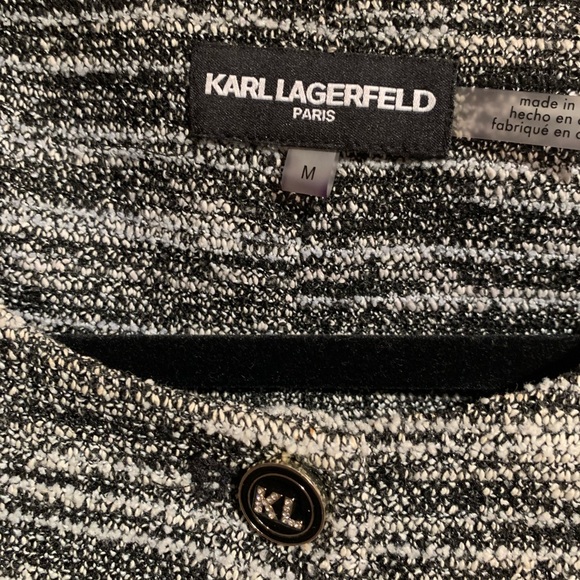 KARL LAGERFELD
PARIS
made in
hecho en
fabriqué en
M
KL